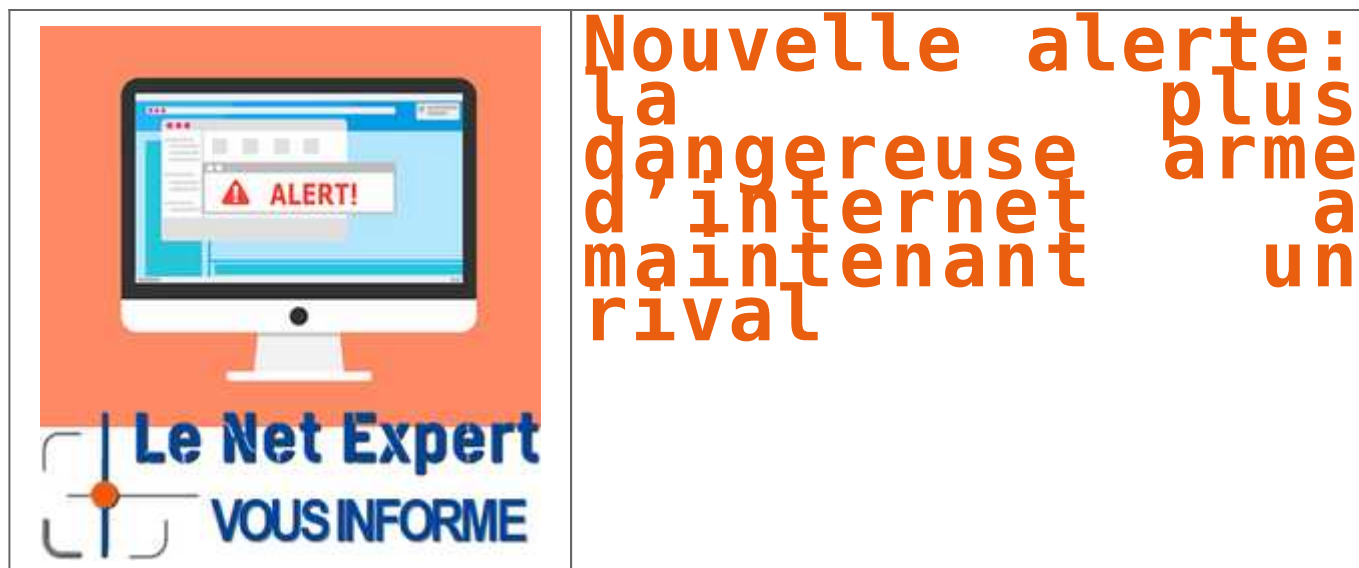 ALERT!
Le Net Expert
VOUS INFORME
Nouvelle alerte:
la plus
dangereuse arme
d'internet a
maintenant un
rival